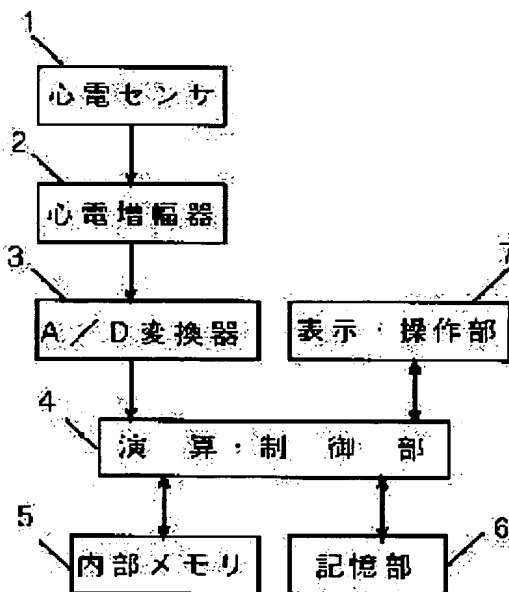 1
心電センサ
2
心電増幅器
3
A/D変換器
7
表示・操作部
4
演算・制御部
5
内部メモリ
6
記憶部